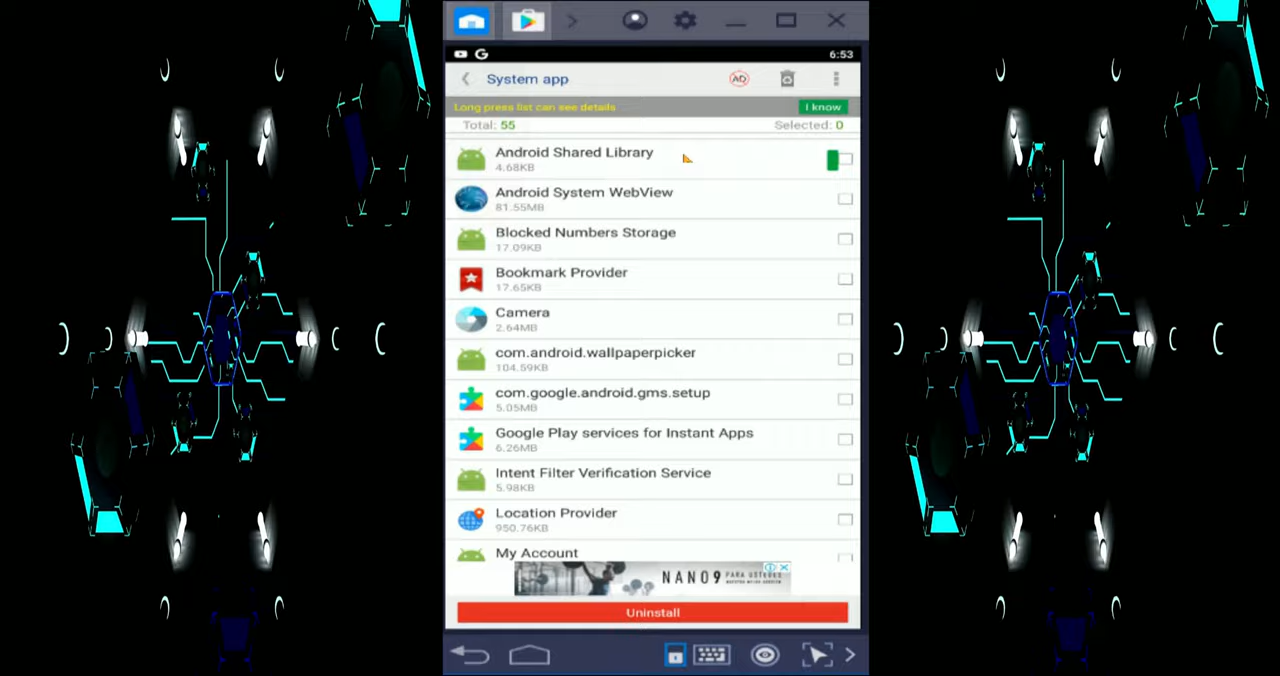 6:53
System app
AD
Long press list can see details
I know
Total: 55
Selected: 0
Android Shared Library
4.68KB
Android System WebView
81.55MB
Blocked Numbers Storage
17.09KB
Bookmark Provider
17.65KB
Camera
2.64MB
com.android.wallpaperpicker
104.59KB
com.google.android.gms.setup
5.05MB
Google Play services for Instant Apps
6.26MB
Intent Filter Verification Service
5.98KB
Location Provider
950.76KB
My Account
NANO9 PARA USTEDES
Uninstall